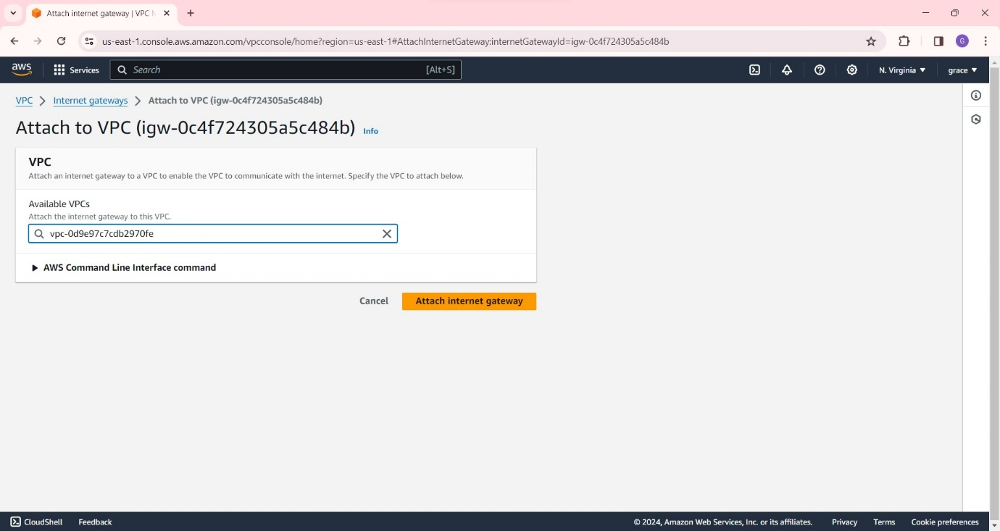 Attach internet gateway | VPC M
us-east-1.console.aws.amazon.com/vpcconsole/home?region=us-east-1#AttachInternetGateway:internetGatewayId=igw-0c4f724305a5c484b
G
aws Services Search [Alt+S] N. Virginia grace
VPC Internet gateways Attach to VPC (igw-0c4f724305a5c484b)
Attach to VPC (igw-0c4f724305a5c484b) Info
VPC
Attach an internet gateway to a VPC to enable the VPC to communicate with the internet. Specify the VPC to attach below.
Available VPCs
Attach the internet gateway to this VPC.
vpc-0d9e97c7cdb2970fe
AWS Command Line Interface command
Cancel Attach internet gateway
CloudShell Feedback © 2024, Amazon Web Services, Inc. or its affiliates. Privacy Terms Cookie preferences